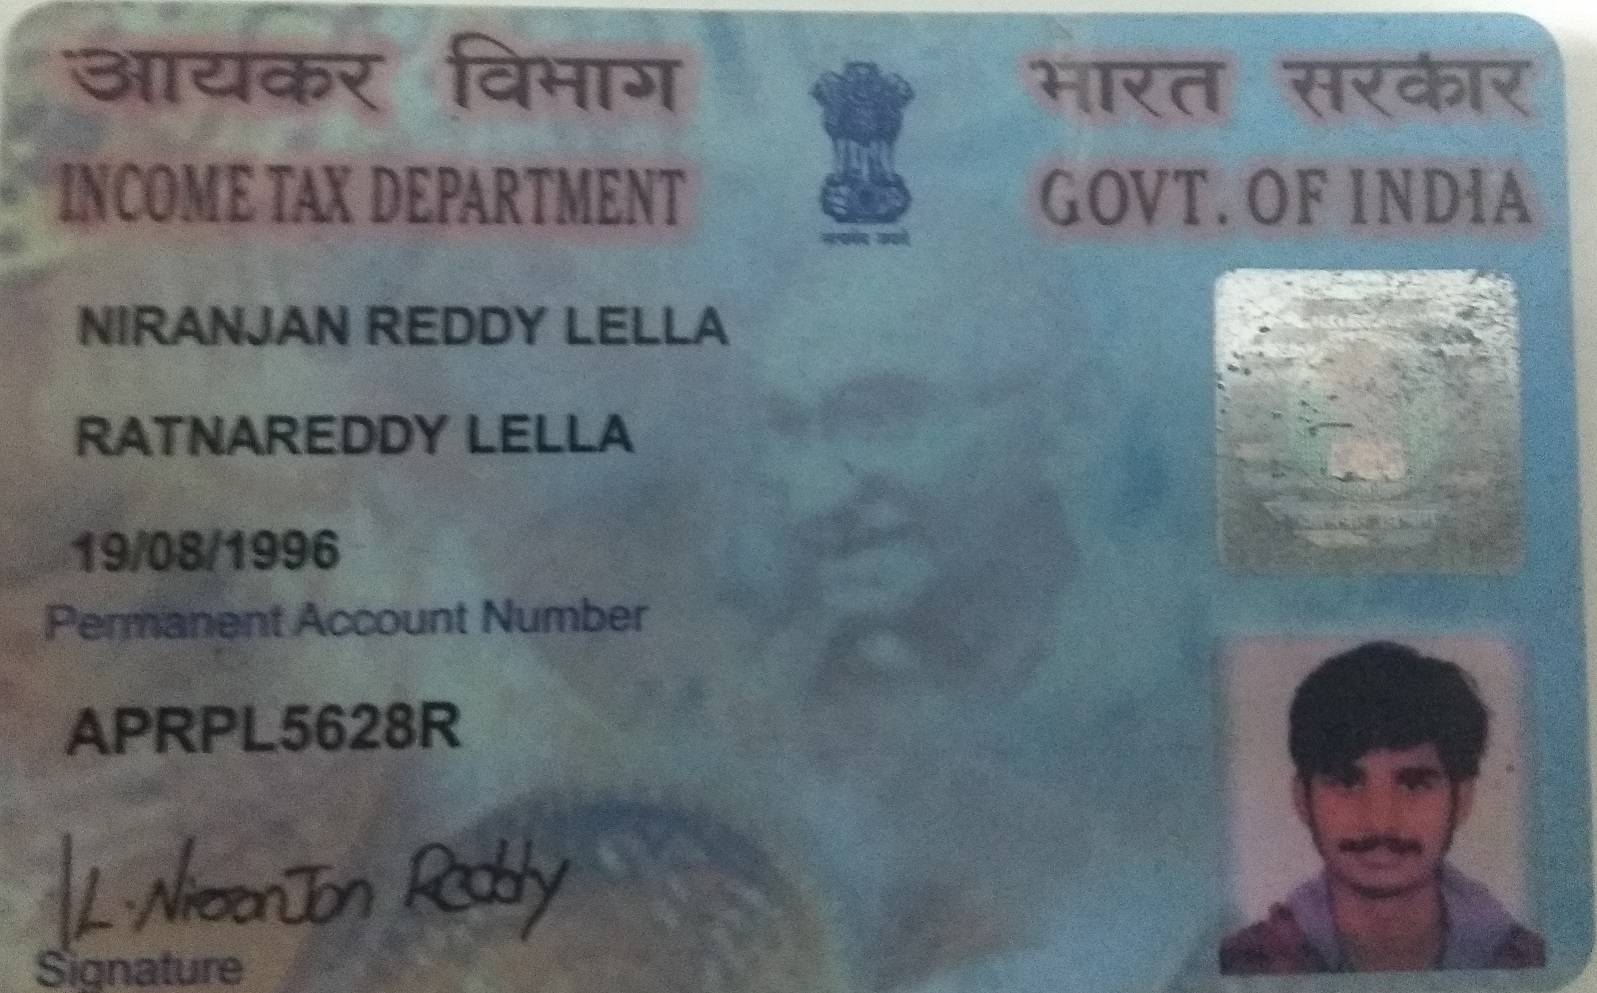 आयकर विभाग
भारत सरकार
INCOME TAX DEPARTMENT
GOVT. OF INDIA
सत्यमेव जयते
NIRANJAN REDDY LELLA
RATNAREDDY LELLA
19/08/1996
Permanent Account Number
APRPL5628R
L. Niranjan Reddy
Signature